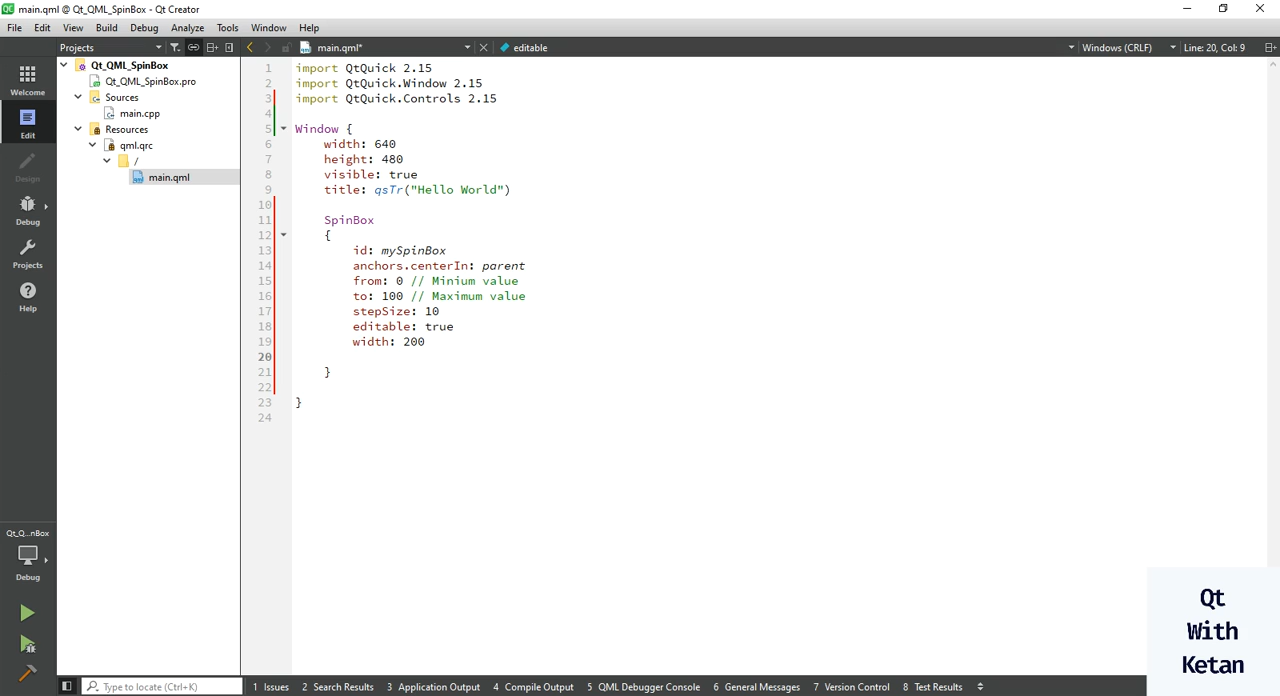 main.qml @ Qt_QML_SpinBox - Qt Creator
File Edit View Build Debug Analyze Tools Window Help
Projects main.qml* editable Windows (CRLF) Line: 20, Col: 9
Welcome
Edit
Design
Debug
Projects
Help
Qt_QML_SpinBox
Qt_QML_SpinBox.pro
Sources
main.cpp
Resources
qml.qrc
/
main.qml
1 import QtQuick 2.15
2 import QtQuick.Window 2.15
3 import QtQuick.Controls 2.15
4
5 Window {
6 width: 640
7 height: 480
8 visible: true
9 title: qsTr("Hello World")
10
11 SpinBox
12 {
13 id: mySpinBox
14 anchors.centerIn: parent
15 from: 0 // Minium value
16 to: 100 // Maximum value
17 stepSize: 10
18 editable: true
19 width: 200
20
21 }
22
23 }
24
Qt_Q...nBox
Debug
Qt
With
Ketan
Type to locate (Ctrl+K) 1 Issues 2 Search Results 3 Application Output 4 Compile Output 5 QML Debugger Console 6 General Messages 7 Version Control 8 Test Results